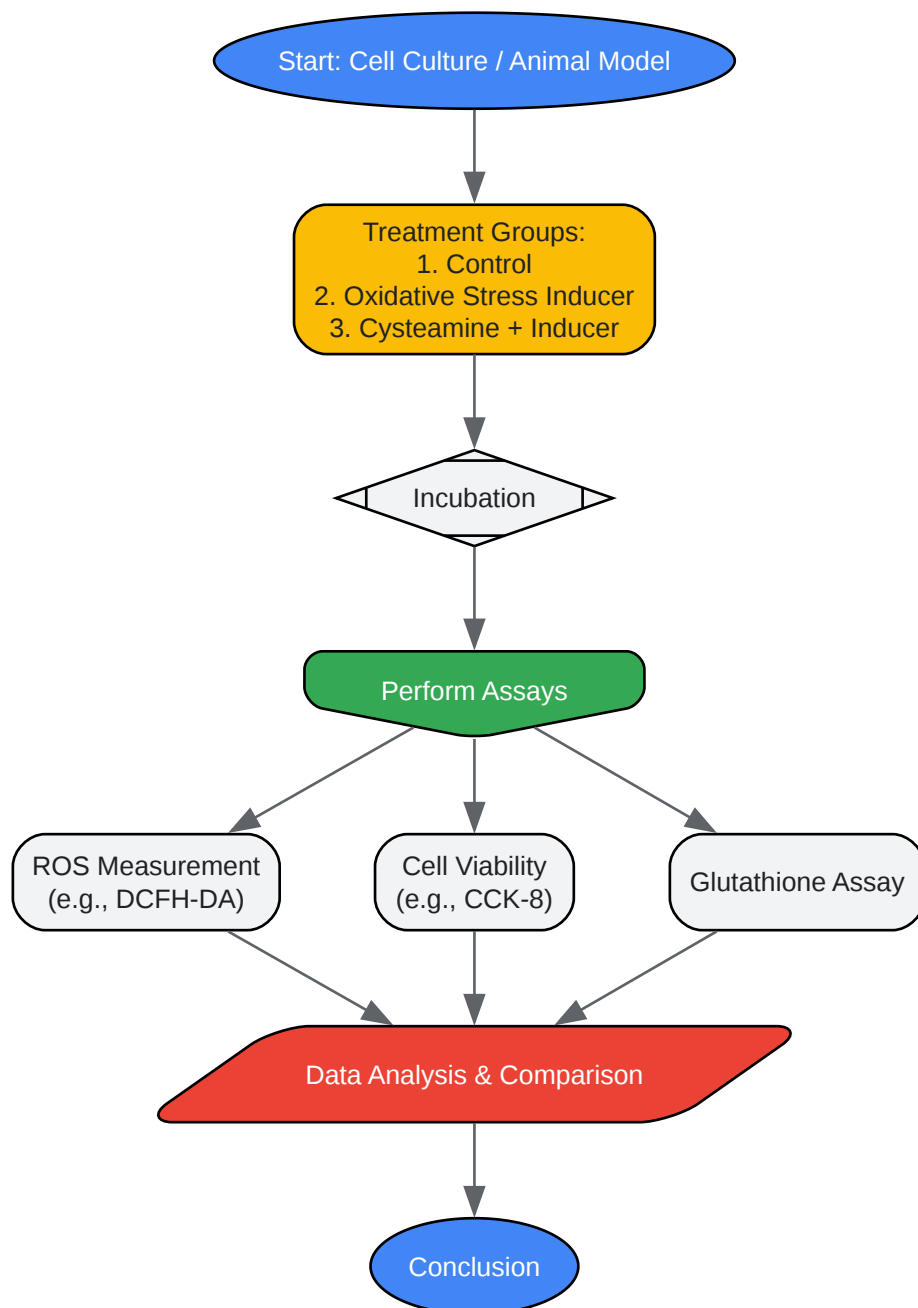 Start: Cell Culture / Animal Model
Treatment Groups:
1. Control
2. Oxidative Stress Inducer
3. Cysteamine + Inducer
Incubation
Perform Assays
ROS Measurement
(e.g., DCFH-DA)
Cell Viability
(e.g., CCK-8)
Glutathione Assay
Data Analysis & Comparison
Conclusion